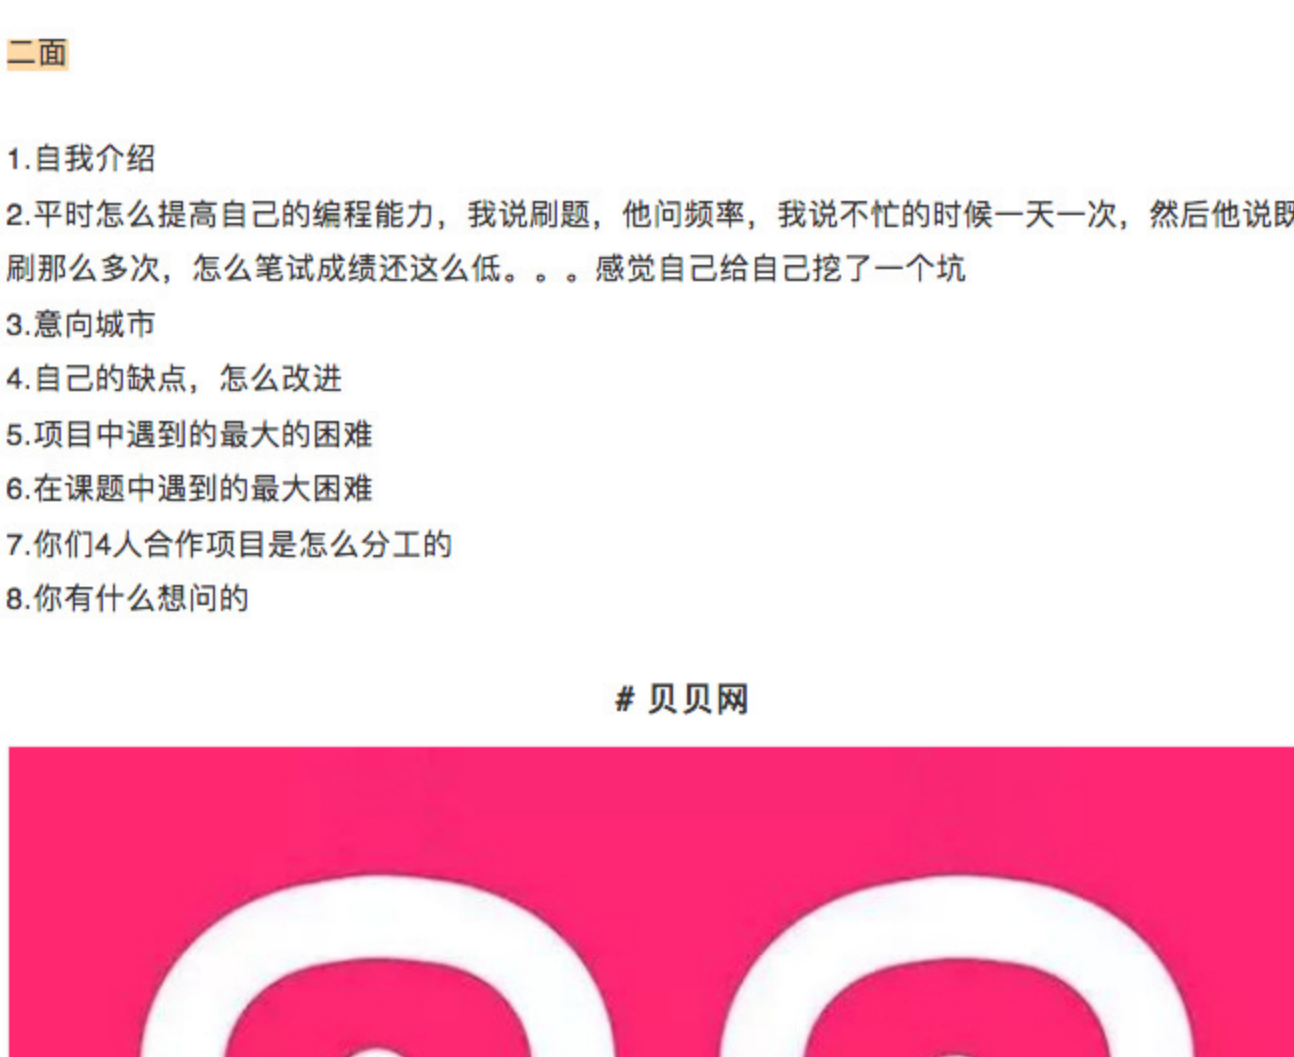 二面
1.自我介绍
2.平时怎么提高自己的编程能力，我说刷题，他问频率，我说不忙的时候一天一次，然后他说既
刷那么多次，怎么笔试成绩还这么低。。。感觉自己给自己挖了一个坑
3.意向城市
4.自己的缺点，怎么改进
5.项目中遇到的最大的困难
6.在课题中遇到的最大困难
7.你们4人合作项目是怎么分工的
8.你有什么想问的
# 贝贝网